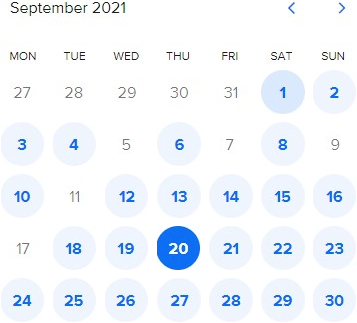 September 2021
MON TUE WED THU FRI SAT SUN
27 28 29 30 31 1 2
3 4 5 6 7 8 9
10 11 12 13 14 15 16
17 18 19 20 21 22 23
24 25 26 27 28 29 30